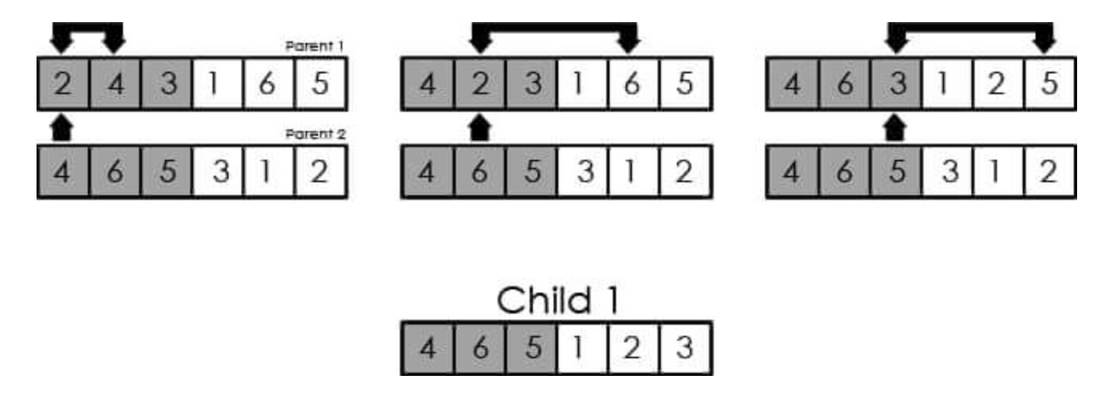 Parent 1
2 4 3 1 6 5
4 2 3 1 6 5
4 6 3 1 2 5
Parent 2
4 6 5 3 1 2
4 6 5 3 1 2
4 6 5 3 1 2
Child 1
4 6 5 1 2 3